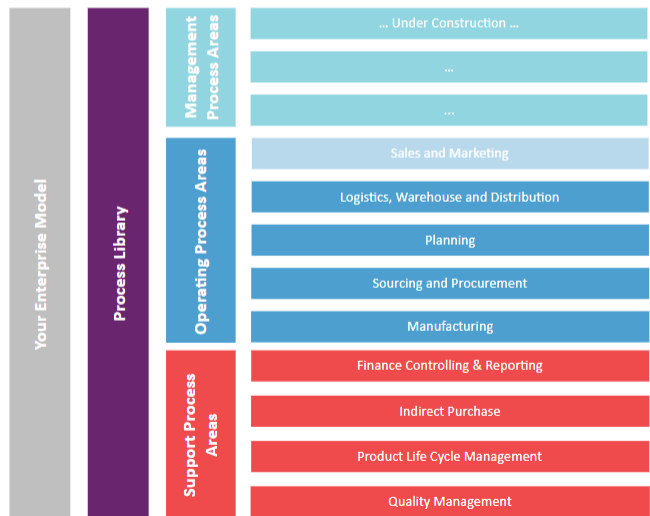 Your Enterprise Model
Process Library
Management
Process Areas
… Under Construction …
…
...
Operating Process Areas
Sales and Marketing
Logistics, Warehouse and Distribution
Planning
Sourcing and Procurement
Manufacturing
Support Process
Areas
Finance Controlling & Reporting
Indirect Purchase
Product Life Cycle Management
Quality Management